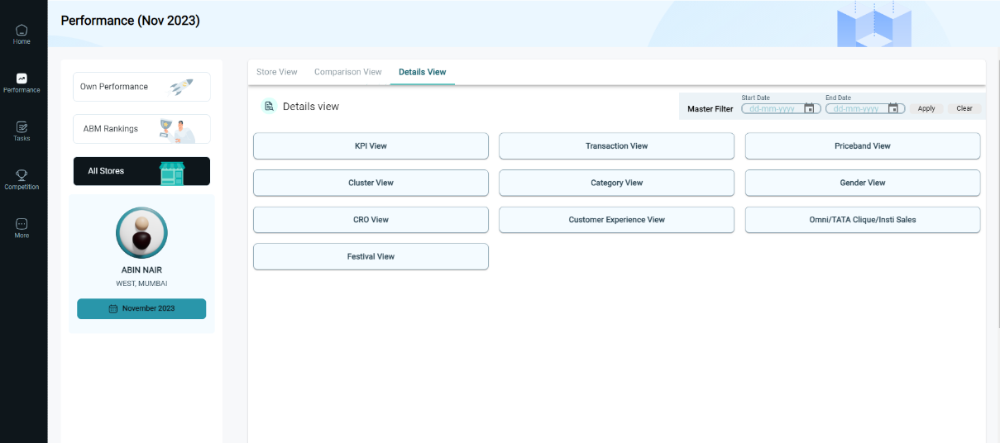 Performance (Nov 2023)
Home
Performance
Tasks
Competition
More
Own Performance
ABM Rankings
All Stores
ABIN NAIR
WEST, MUMBAI
November 2023
Store View
Comparison View
Details View
Details view
Master Filter
Start Date
dd-mm-yyyy
End Date
dd-mm-yyyy
Apply
Clear
KPI View
Transaction View
Priceband View
Cluster View
Category View
Gender View
CRO View
Customer Experience View
Omni/TATA Clique/Insti Sales
Festival View